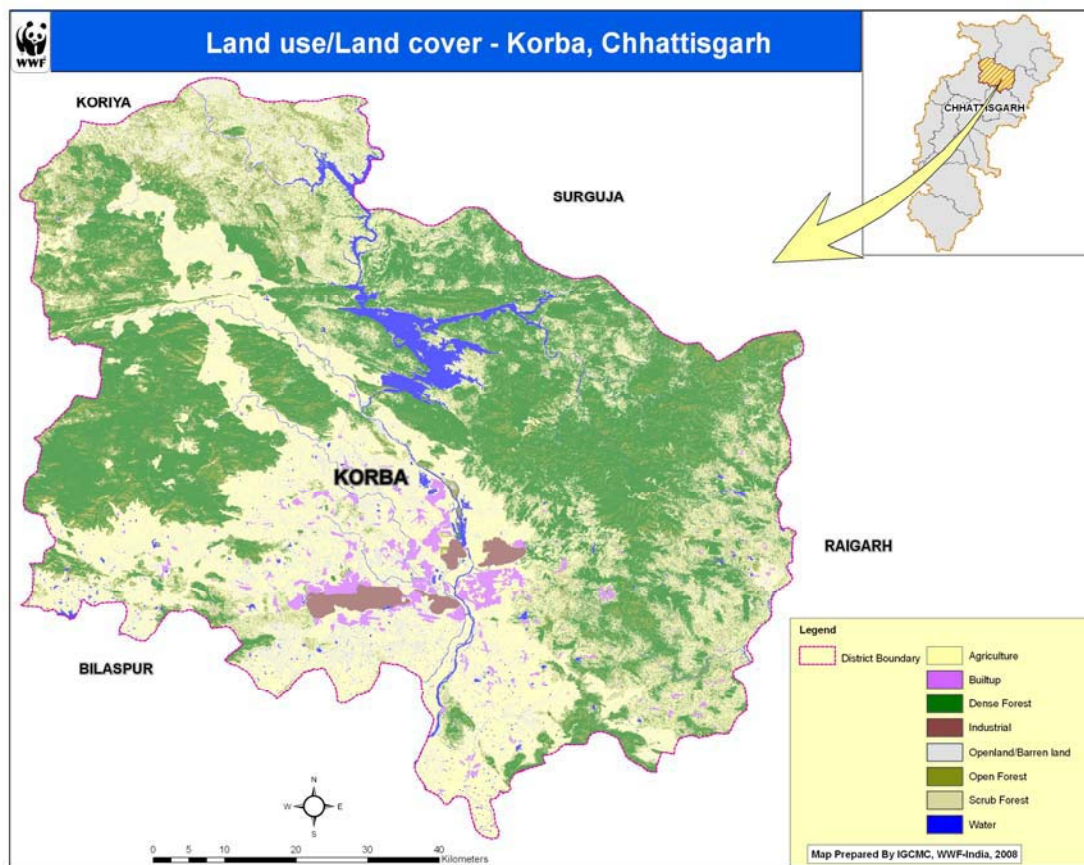 WWF
Land use/Land cover - Korba, Chhattisgarh
CHHATTISGARH
KORIYA
SURGUJA
KORBA
RAIGARH
BILASPUR
N
W E
S
0 5 10 20 30 40
Kilometers
Legend
District Boundary
Agriculture
Builtup
Dense Forest
Industrial
Openland/Barren land
Open Forest
Scrub Forest
Water
Map Prepared By IGCMC, WWF-India, 2008